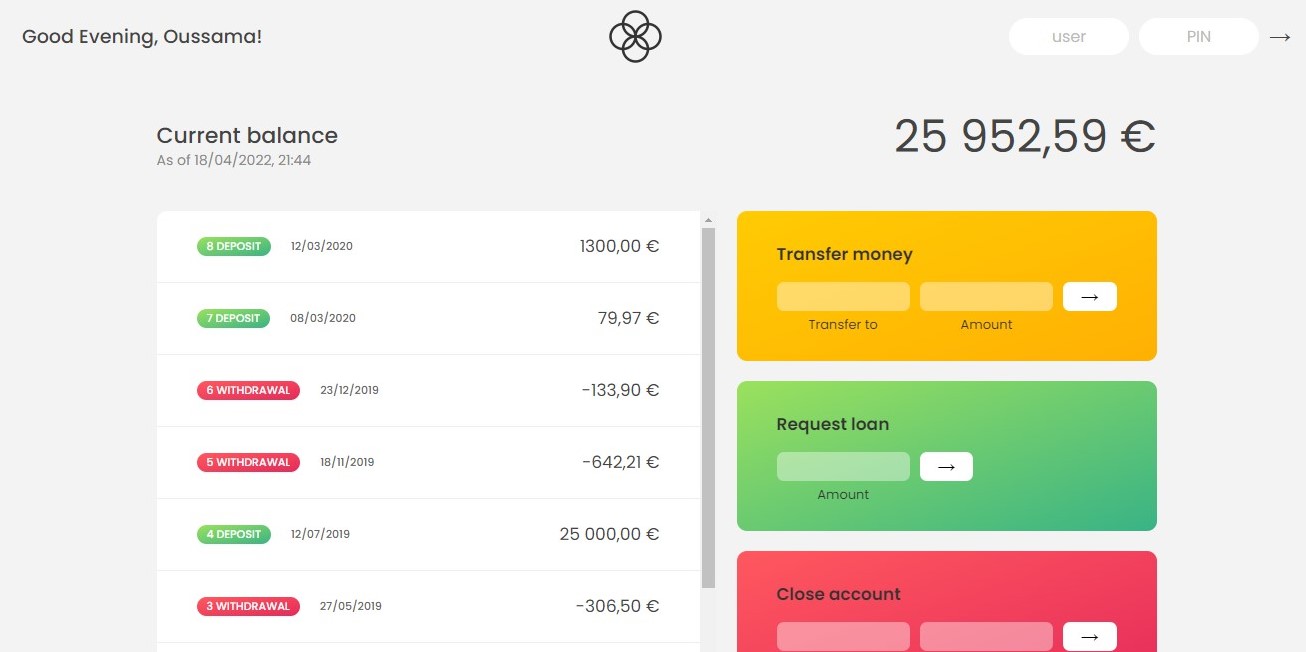 Good Evening, Oussama!
user
PIN
→
Current balance
25 952,59 €
As of 18/04/2022, 21:44
8 DEPOSIT 12/03/2020 1300,00 €
7 DEPOSIT 08/03/2020 79,97 €
6 WITHDRAWAL 23/12/2019 -133,90 €
5 WITHDRAWAL 18/11/2019 -642,21 €
4 DEPOSIT 12/07/2019 25 000,00 €
3 WITHDRAWAL 27/05/2019 -306,50 €
Transfer money
→
Transfer to Amount
Request loan
→
Amount
Close account
→